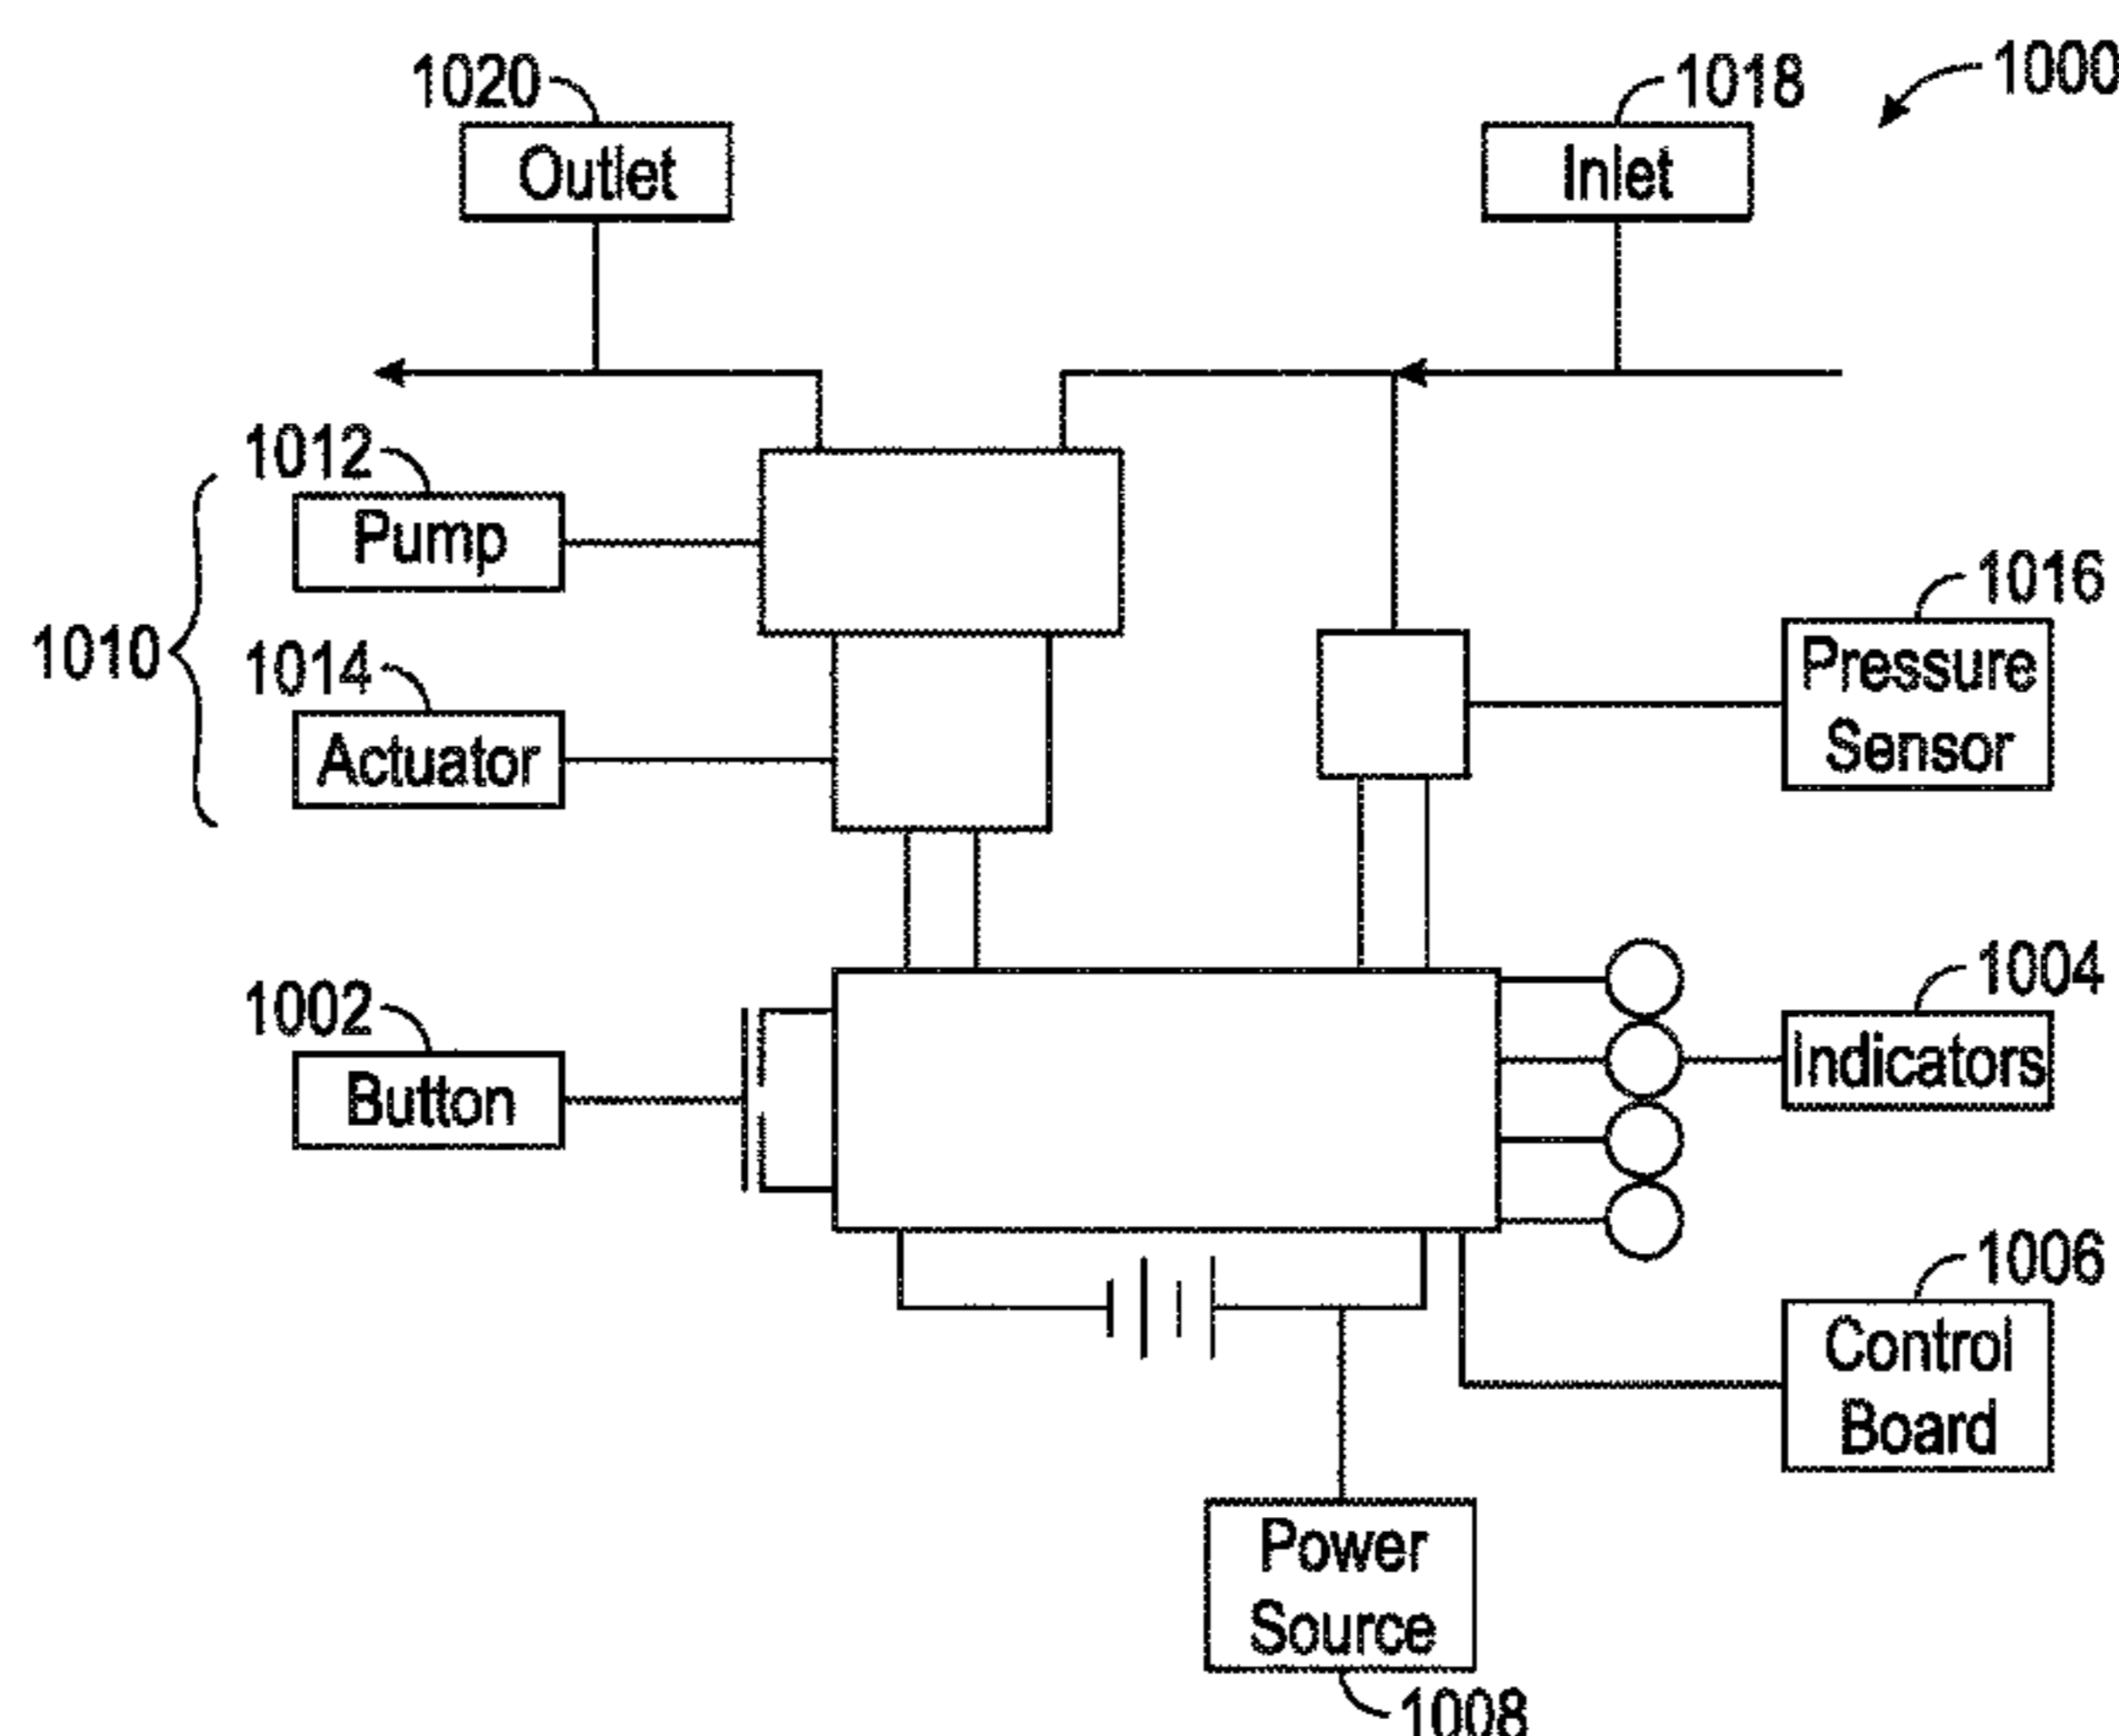 1000
1020
1018
Outlet
Inlet
1012
Pump
1010
1014
Actuator
1016
Pressure
Sensor
1002
Button
1004
Indicators
1006
Control
Board
Power
Source
1008